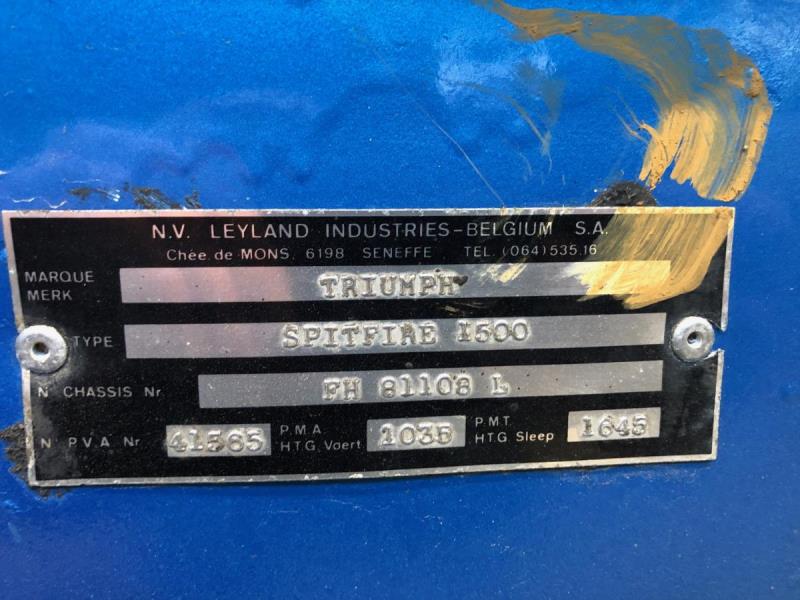 N.V. LEYLAND INDUSTRIES-BELGIUM S.A.
Chée de MONS. 6198 SENEFFE TEL. (064) 535.16
MARQUE
MERK TRIUMPH
TYPE SPITFIRE 1500
N° CHASSIS Nr FH 81108 L
N° P.V.A. Nr 41565 P.M.A. H.T.G. Voert 1035 P.M.T. H.T.G. Sleep 1645